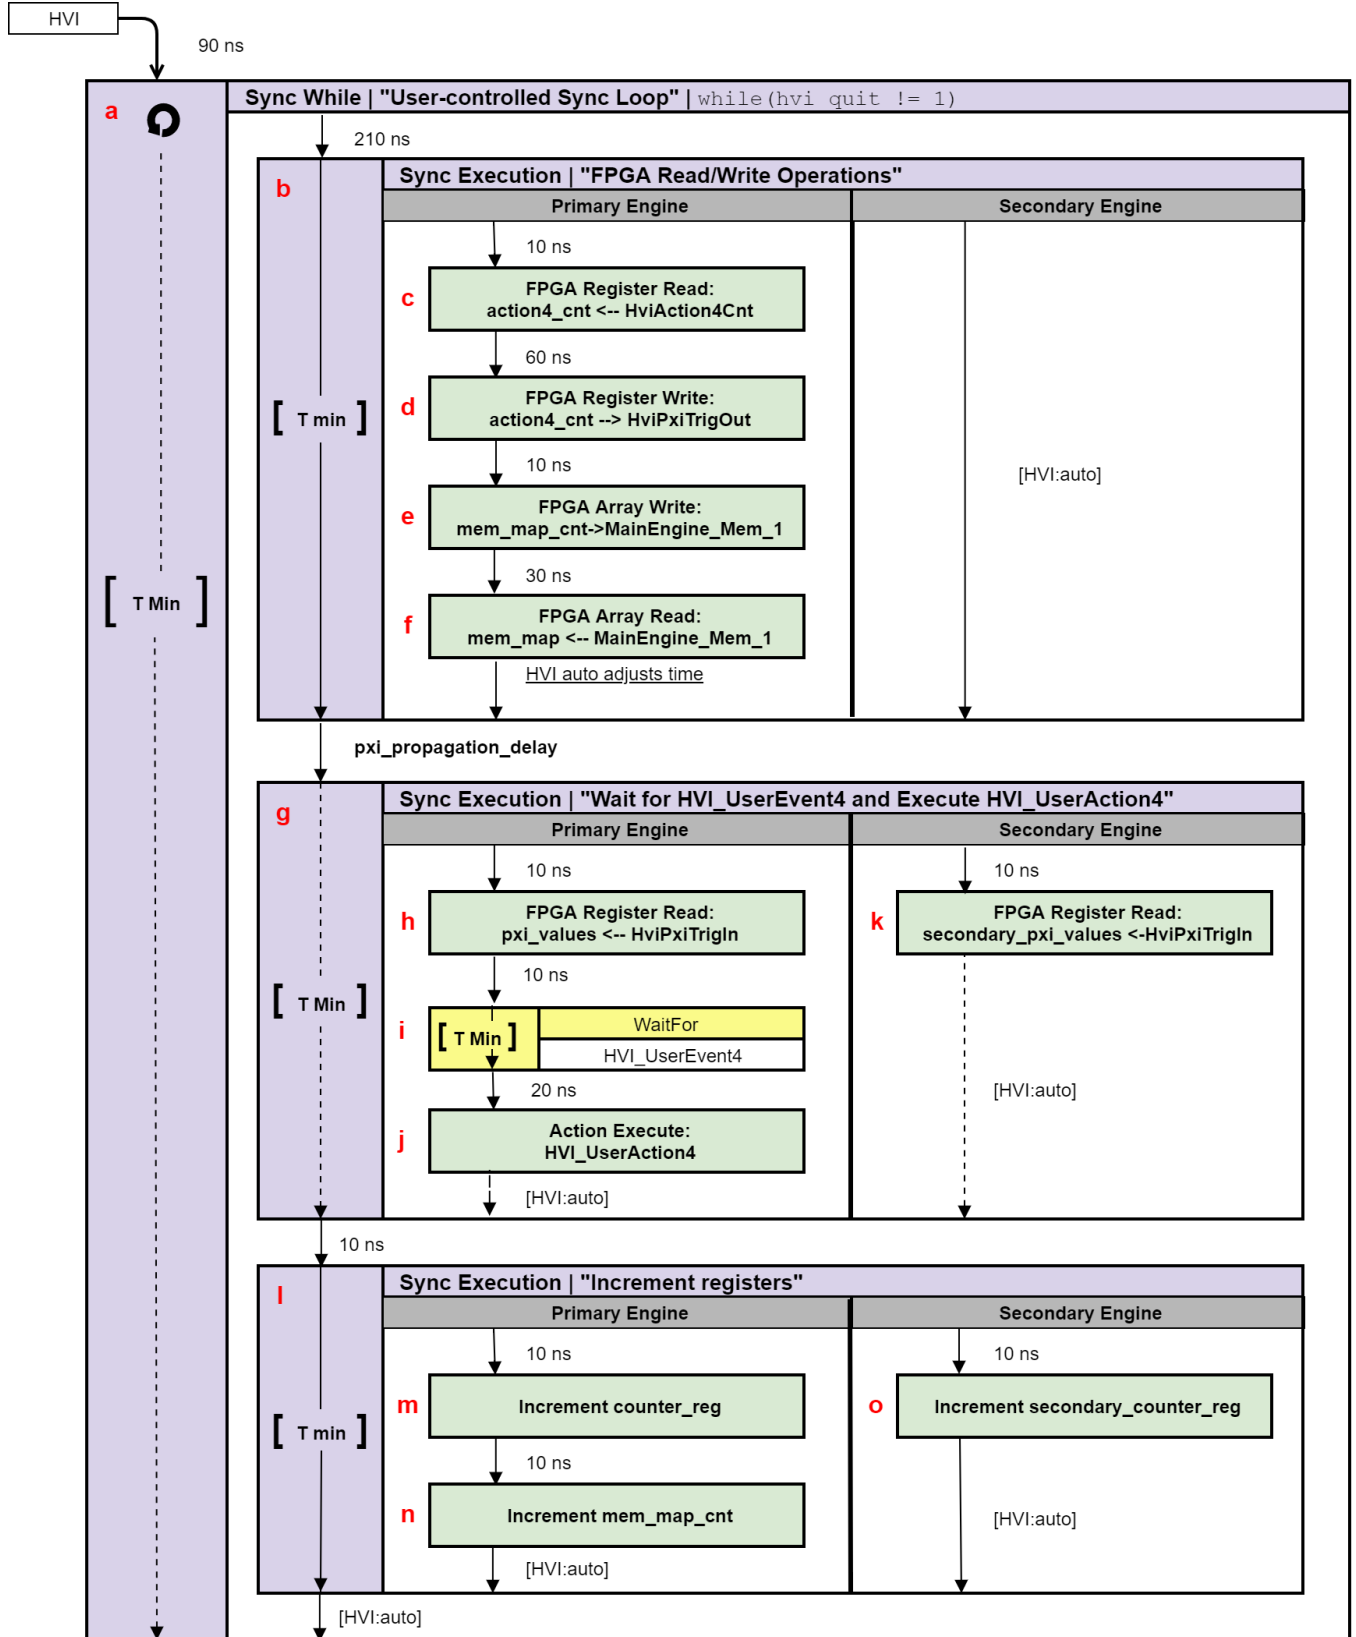 HVI
90 ns
a
Sync While | "User-controlled Sync Loop" | while(hvi quit != 1)
210 ns
b
Sync Execution | "FPGA Read/Write Operations"
Primary Engine
Secondary Engine
10 ns
c
FPGA Register Read:
action4_cnt <-- HviAction4Cnt
60 ns
d
FPGA Register Write:
action4_cnt --> HviPxiTrigOut
[ T min ]
10 ns
[HVI:auto]
e
FPGA Array Write:
mem_map_cnt->MainEngine_Mem_1
30 ns
[ T Min ]
f
FPGA Array Read:
mem_map <-- MainEngine_Mem_1
HVI auto adjusts time
pxi_propagation_delay
g
Sync Execution | "Wait for HVI_UserEvent4 and Execute HVI_UserAction4"
Primary Engine
Secondary Engine
10 ns
10 ns
h
FPGA Register Read:
pxi_values <-- HviPxiTrigIn
k
FPGA Register Read:
secondary_pxi_values <-HviPxiTrigIn
10 ns
[ T Min ]
i
[ T Min ]
WaitFor
HVI_UserEvent4
20 ns
[HVI:auto]
j
Action Execute:
HVI_UserAction4
[HVI:auto]
10 ns
l
Sync Execution | "Increment registers"
Primary Engine
Secondary Engine
10 ns
10 ns
m
Increment counter_reg
o
Increment secondary_counter_reg
[ T min ]
10 ns
n
Increment mem_map_cnt
[HVI:auto]
[HVI:auto]
[HVI:auto]